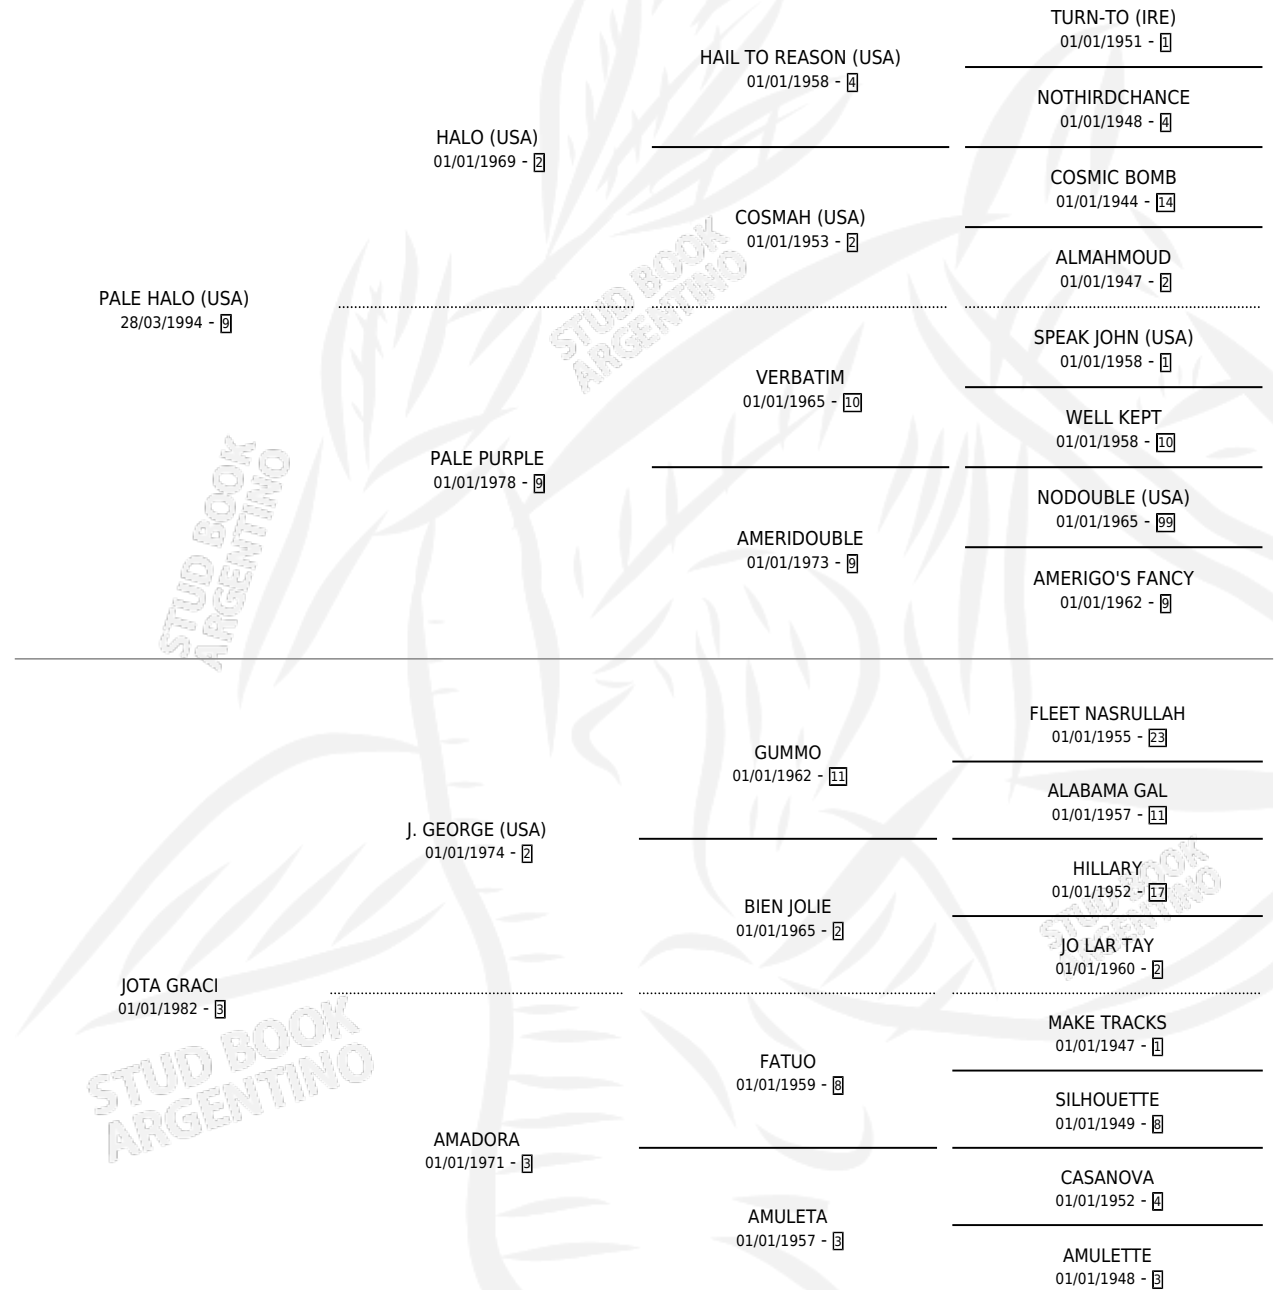 TURN-TO (IRE)
01/01/1951 - 1
HAIL TO REASON (USA)
01/01/1958 - 4
NOTHIRDCHANCE
01/01/1948 - 4
HALO (USA)
01/01/1969 - 2
COSMIC BOMB
01/01/1944 - 14
COSMAH (USA)
01/01/1953 - 2
ALMAHMOUD
01/01/1947 - 2
PALE HALO (USA)
28/03/1994 - 9
SPEAK JOHN (USA)
01/01/1958 - 1
VERBATIM
01/01/1965 - 10
WELL KEPT
01/01/1958 - 10
PALE PURPLE
01/01/1978 - 9
NODOUBLE (USA)
01/01/1965 - 99
AMERIDOUBLE
01/01/1973 - 9
AMERIGO'S FANCY
01/01/1962 - 9
FLEET NASRULLAH
01/01/1955 - 23
GUMMO
01/01/1962 - 11
ALABAMA GAL
01/01/1957 - 11
J. GEORGE (USA)
01/01/1974 - 2
HILLARY
01/01/1952 - 17
BIEN JOLIE
01/01/1965 - 2
JO LAR TAY
01/01/1960 - 2
JOTA GRACI
01/01/1982 - 3
MAKE TRACKS
01/01/1947 - 1
FATUO
01/01/1959 - 8
SILHOUETTE
01/01/1949 - 8
AMADORA
01/01/1971 - 3
CASANOVA
01/01/1952 - 4
AMULETA
01/01/1957 - 3
AMULETTE
01/01/1948 - 3
STUD BOOK
ARGENTINO
STUD BOOK
ARGENTINO
STUD BOOK
ARGENTINO
STUD BOOK
ARGENTINO